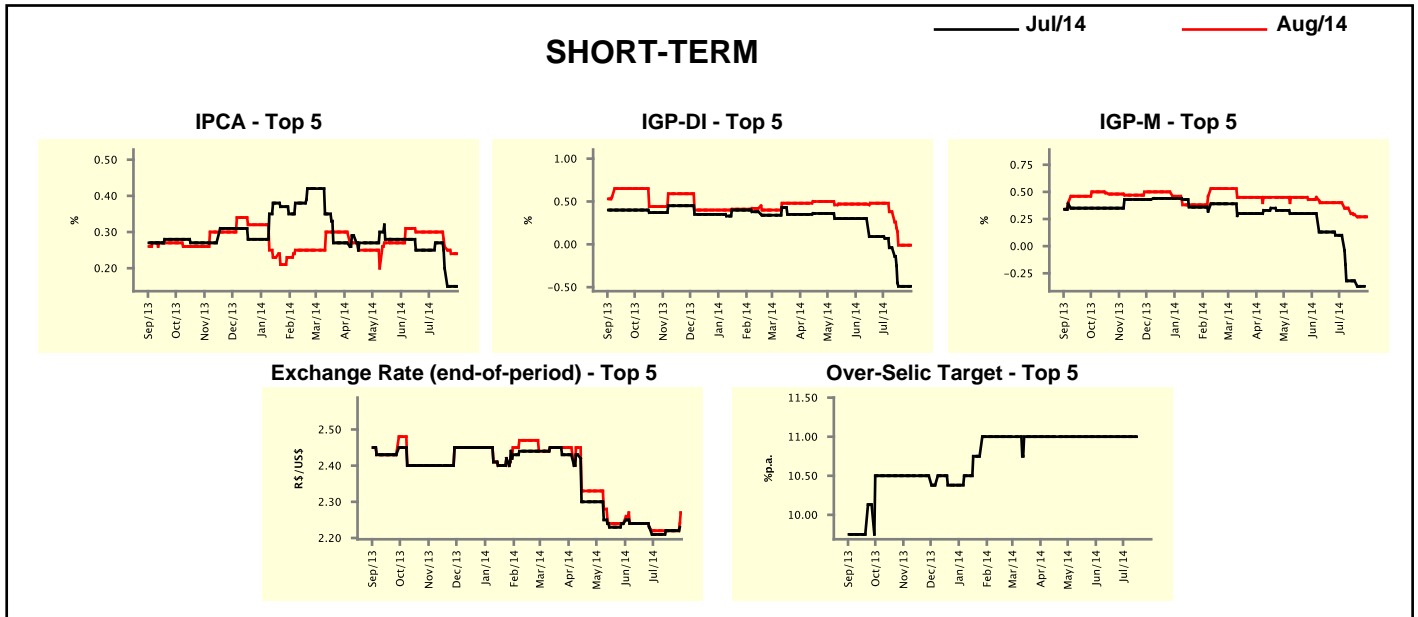 Jul/14 Aug/14
SHORT-TERM
IPCA - Top 5
%
0.50
0.40
0.30
0.20
Sep/13 Oct/13 Nov/13 Dec/13 Jan/14 Feb/14 Mar/14 Apr/14 May/14 Jun/14 Jul/14
IGP-DI - Top 5
%
1.00
0.50
0.00
−0.50
Sep/13 Oct/13 Nov/13 Dec/13 Jan/14 Feb/14 Mar/14 Apr/14 May/14 Jun/14 Jul/14
IGP-M - Top 5
%
0.75
0.50
0.25
0.00
−0.25
Sep/13 Oct/13 Nov/13 Dec/13 Jan/14 Feb/14 Mar/14 Apr/14 May/14 Jun/14 Jul/14
Exchange Rate (end-of-period) - Top 5
R$/US$
2.50
2.40
2.30
2.20
Sep/13 Oct/13 Nov/13 Dec/13 Jan/14 Feb/14 Mar/14 Apr/14 May/14 Jun/14 Jul/14
Over-Selic Target - Top 5
%p.a.
11.50
11.00
10.50
10.00
Sep/13 Oct/13 Nov/13 Dec/13 Jan/14 Feb/14 Mar/14 Apr/14 May/14 Jun/14 Jul/14